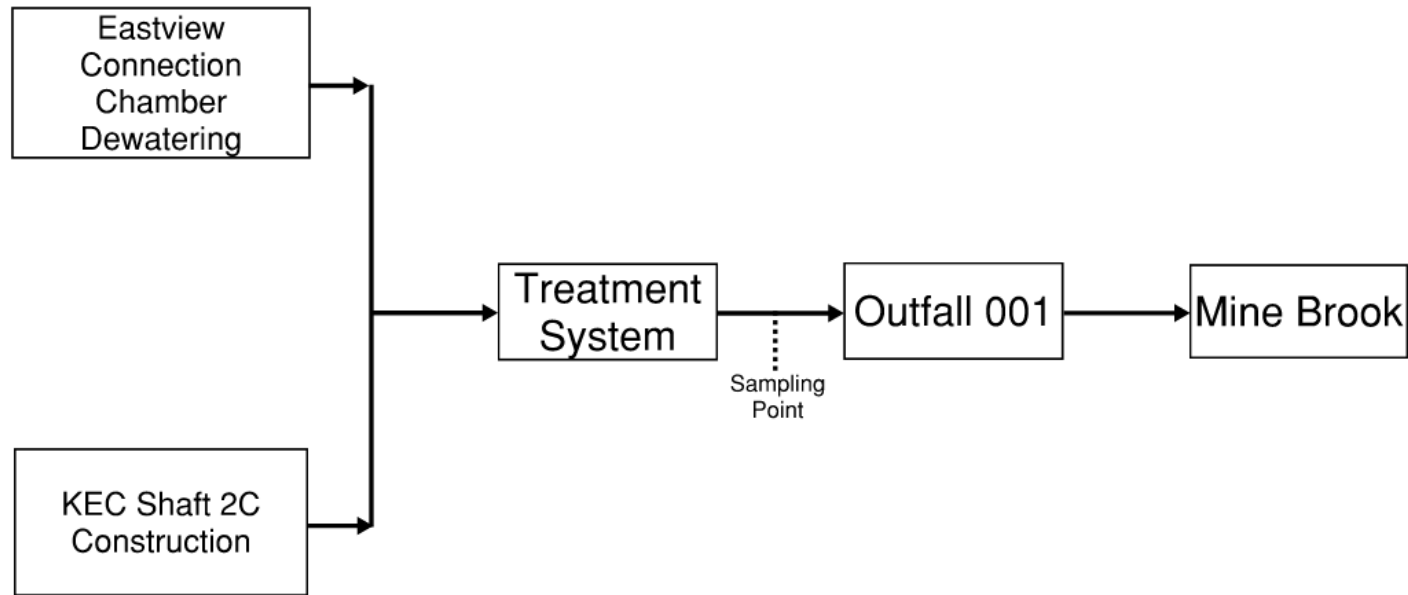 Eastview
Connection
Chamber
Dewatering
Treatment
System
Sampling
Point
Outfall 001
Mine Brook
KEC Shaft 2C
Construction